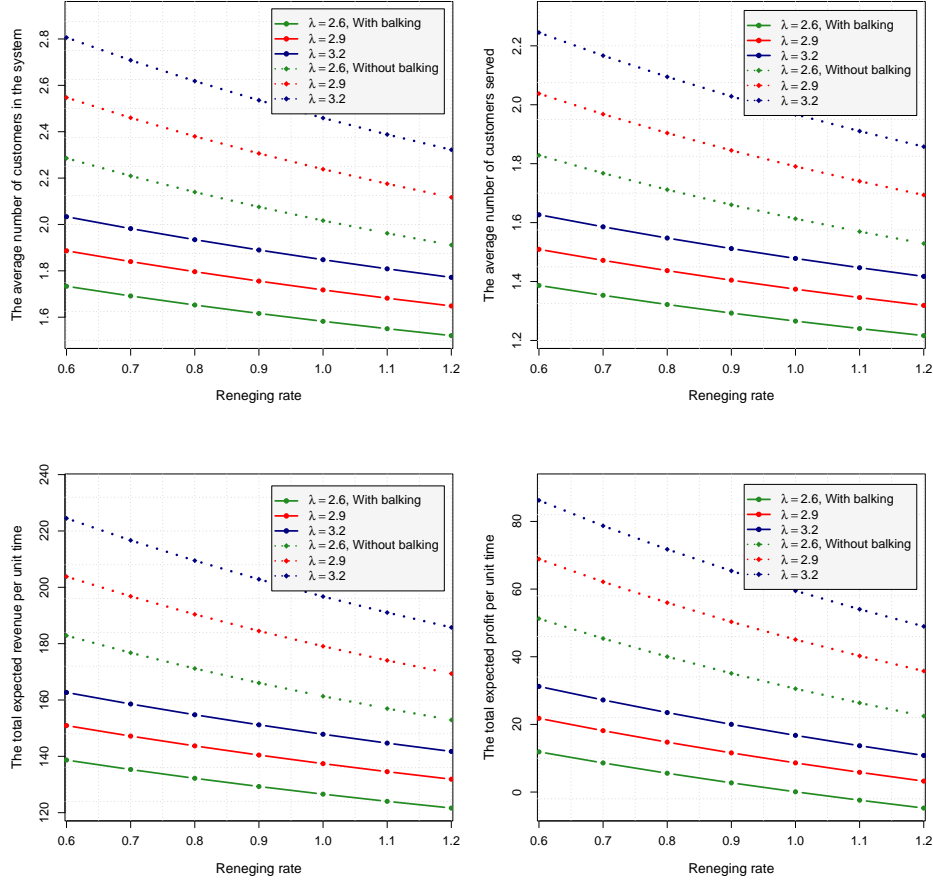 The average number of customers in the system
2.8
2.6
2.4
2.2
2.0
1.8
1.6
λ = 2.6, With balking
λ = 2.9
λ = 3.2
λ = 2.6, Without balking
λ = 2.9
λ = 3.2
0.6 0.7 0.8 0.9 1.0 1.1 1.2
Reneging rate
The average number of customers served
2.2
2.0
1.8
1.6
1.4
1.2
λ = 2.6, With balking
λ = 2.9
λ = 3.2
λ = 2.6, Without balking
λ = 2.9
λ = 3.2
0.6 0.7 0.8 0.9 1.0 1.1 1.2
Reneging rate
The total expected revenue per unit time
240
220
200
180
160
140
120
λ = 2.6, With balking
λ = 2.9
λ = 3.2
λ = 2.6, Without balking
λ = 2.9
λ = 3.2
0.6 0.7 0.8 0.9 1.0 1.1 1.2
Reneging rate
The total expected profit per unit time
80
60
40
20
0
λ = 2.6, With balking
λ = 2.9
λ = 3.2
λ = 2.6, Without balking
λ = 2.9
λ = 3.2
0.6 0.7 0.8 0.9 1.0 1.1 1.2
Reneging rate